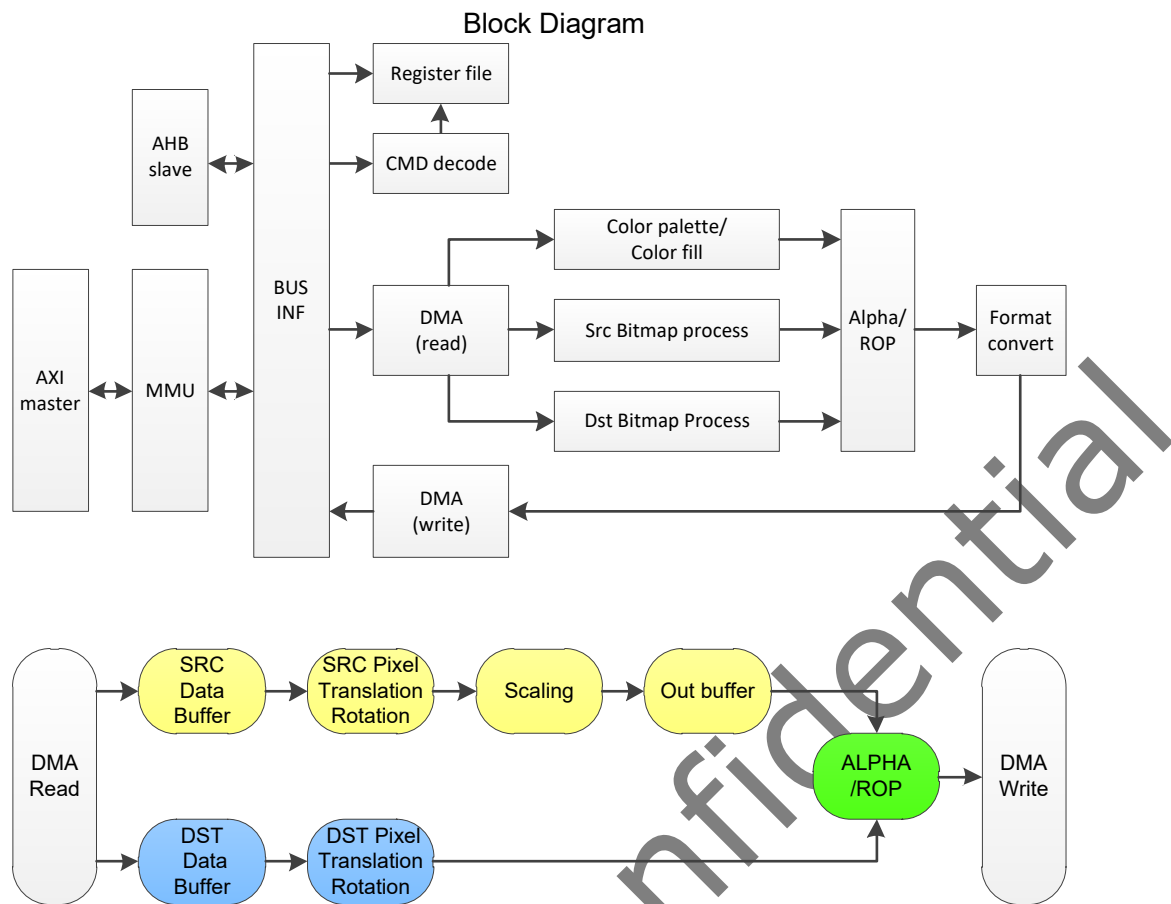 Block Diagram
Register file
AHB
slave
CMD decode
Color palette/
Color fill
BUS
INF
DMA
(read)
Src Bitmap process
Alpha/
ROP
Format
convert
AXI
master
MMU
Dst Bitmap Process
DMA
(write)
SRC
Data
Buffer
SRC Pixel
Translation
Rotation
Scaling
Out buffer
DMA
Read
ALPHA
/ROP
DMA
Write
DST
Data
Buffer
DST Pixel
Translation
Rotation
nfidential